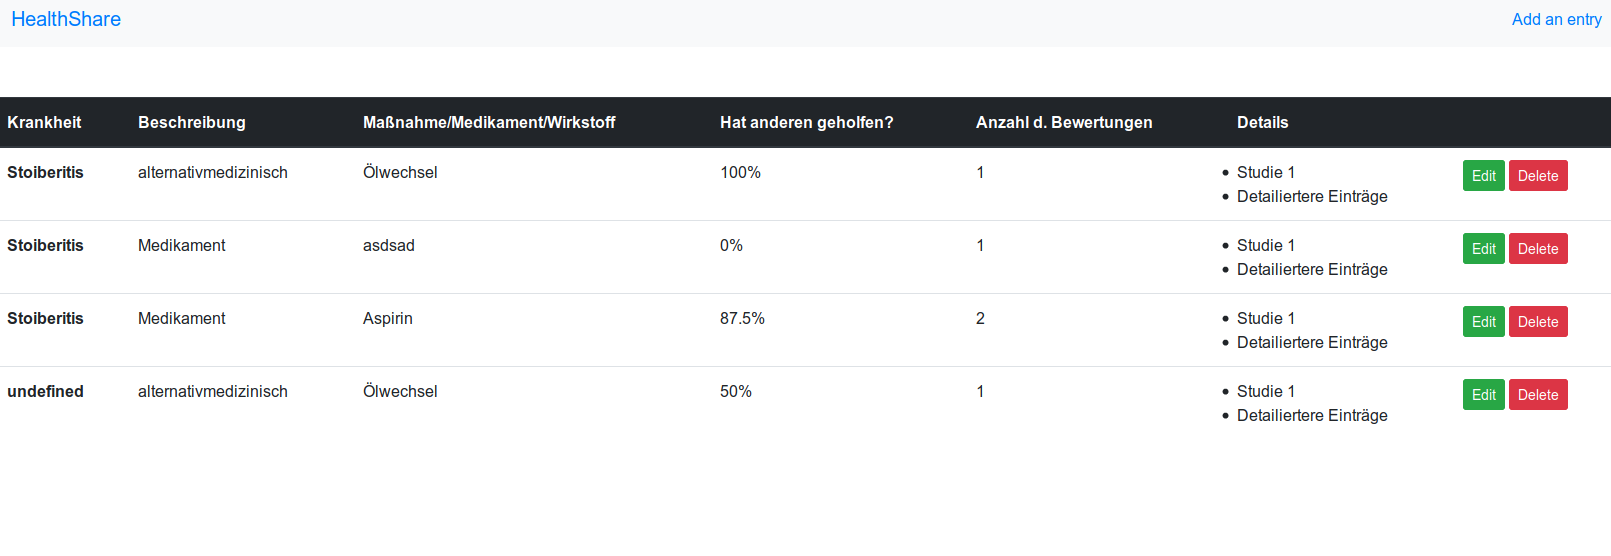 HealthShare Add an entry
Krankheit Beschreibung Maßnahme/Medikament/Wirkstoff Hat anderen geholfen? Anzahl d. Bewertungen Details
Stoiberitis alternativmedizinisch Ölwechsel 100% 1 • Studie 1 Edit Delete
• Detailiertere Einträge
Stoiberitis Medikament asdsad 0% 1 • Studie 1 Edit Delete
• Detailiertere Einträge
Stoiberitis Medikament Aspirin 87.5% 2 • Studie 1 Edit Delete
• Detailiertere Einträge
undefined alternativmedizinisch Ölwechsel 50% 1 • Studie 1 Edit Delete
• Detailiertere Einträge